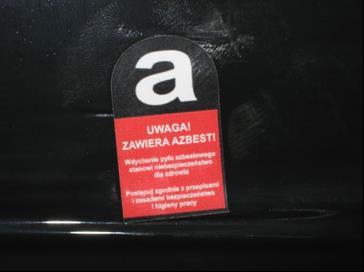 a
UWAGA!
ZAWIERA AZBEST!
Wdychanie pyłu azbestowego
stanowi niebezpieczeństwo
dla zdrowia
Postępuj zgodnie z przepisami
i zasadami bezpieczeństwa
i higieny pracy